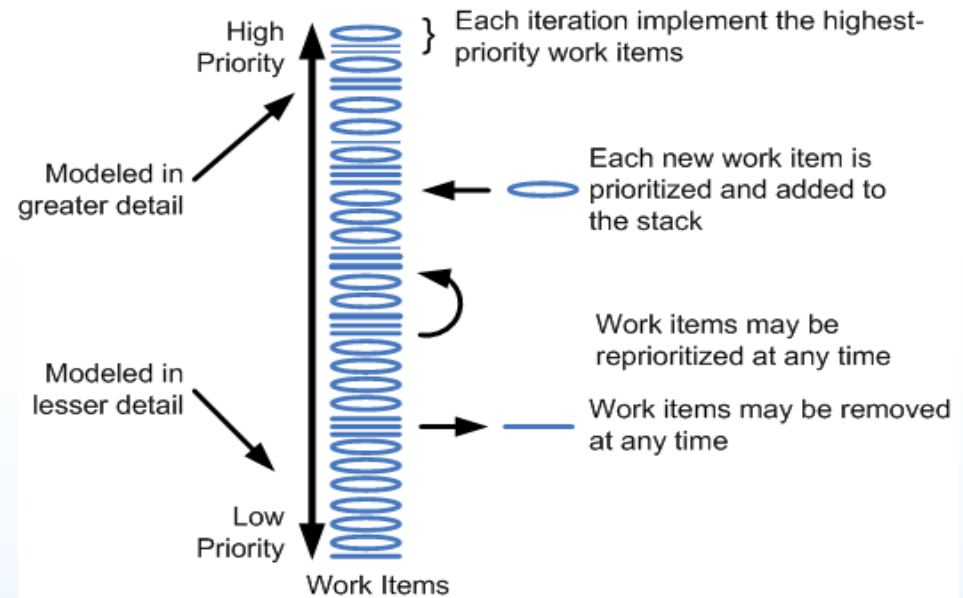 High
Priority
Each iteration implement the highest-
priority work items
Modeled in
greater detail
Each new work item is
prioritized and added to
the stack
Work items may be
reprioritized at any time
Modeled in
lesser detail
Work items may be removed
at any time
Low
Priority
Work Items